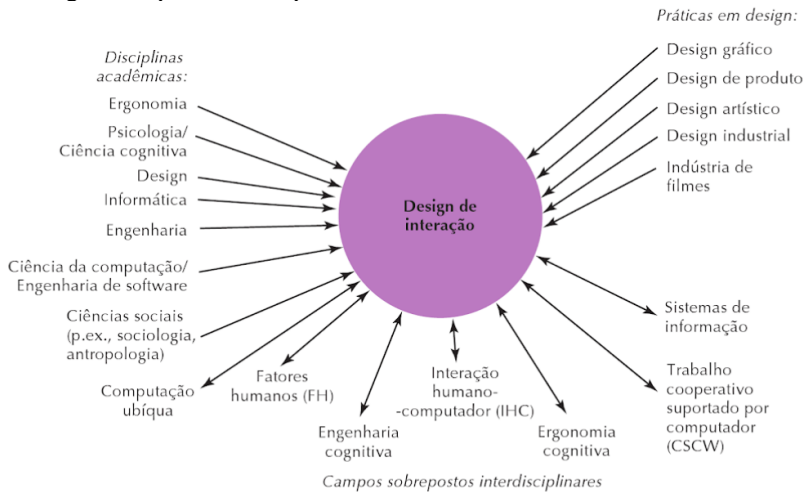 Práticas em design:
Design gráfico
Design de produto
Design artístico
Design industrial
Indústria de
filmes
Disciplinas
acadêmicas:
Ergonomia
Psicologia/
Ciência cognitiva
Design
Informática
Engenharia
Ciência da computação/
Engenharia de software
Ciências sociais
(p.ex., sociologia,
antropologia)
Design de
interação
Computação
ubíqua
Fatores
humanos (FH)
Engenharia
cognitiva
Interação
humano-
-computador (IHC)
Ergonomia
cognitiva
Sistemas de
informação
Trabalho
cooperativo
suportado por
computador
(CSCW)
Campos sobrepostos interdisciplinares